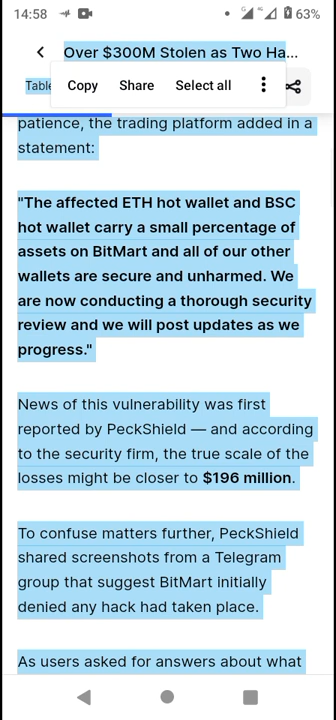 14:58
63%
Over $300M Stolen as Two Ha...
Table
Copy Share Select all
patience, the trading platform added in a
statement:
"The affected ETH hot wallet and BSC
hot wallet carry a small percentage of
assets on BitMart and all of our other
wallets are secure and unharmed. We
are now conducting a thorough security
review and we will post updates as we
progress."
News of this vulnerability was first
reported by PeckShield — and according
to the security firm, the true scale of the
losses might be closer to $196 million.
To confuse matters further, PeckShield
shared screenshots from a Telegram
group that suggest BitMart initially
denied any hack had taken place.
As users asked for answers about what